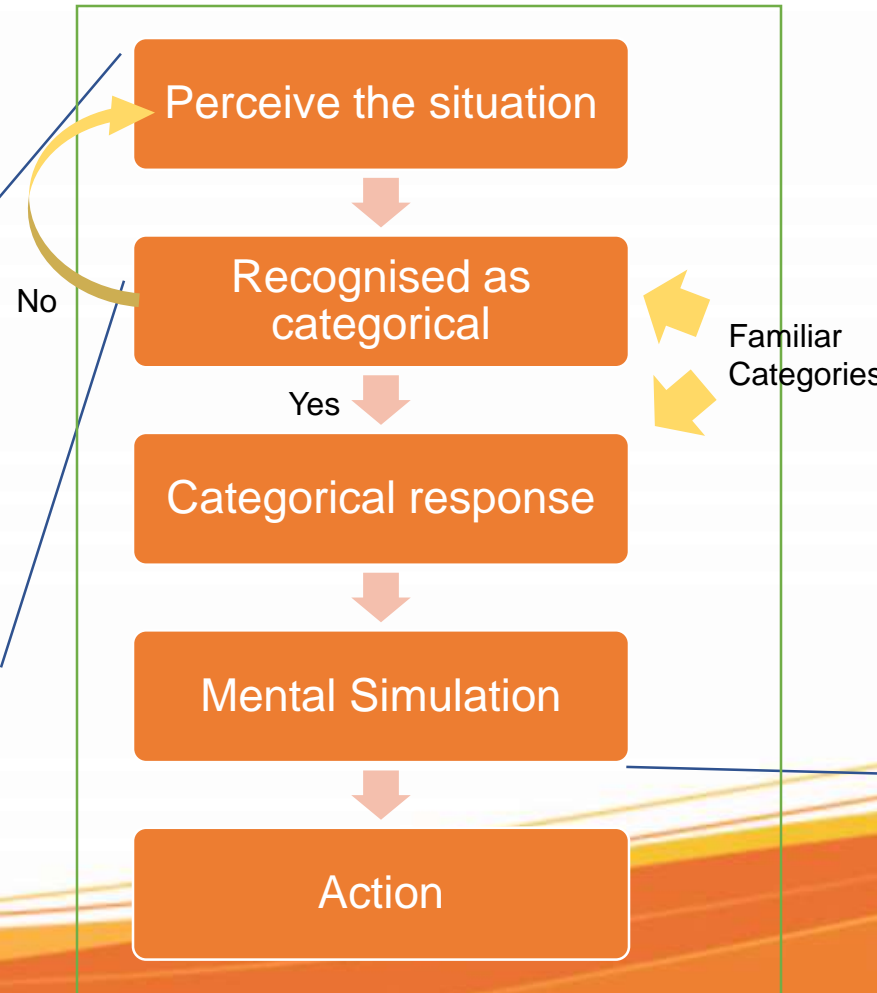 Perceive the situation
Recognised as
categorical
No
Familiar
Categories
Yes
Categorical response
Mental Simulation
Action